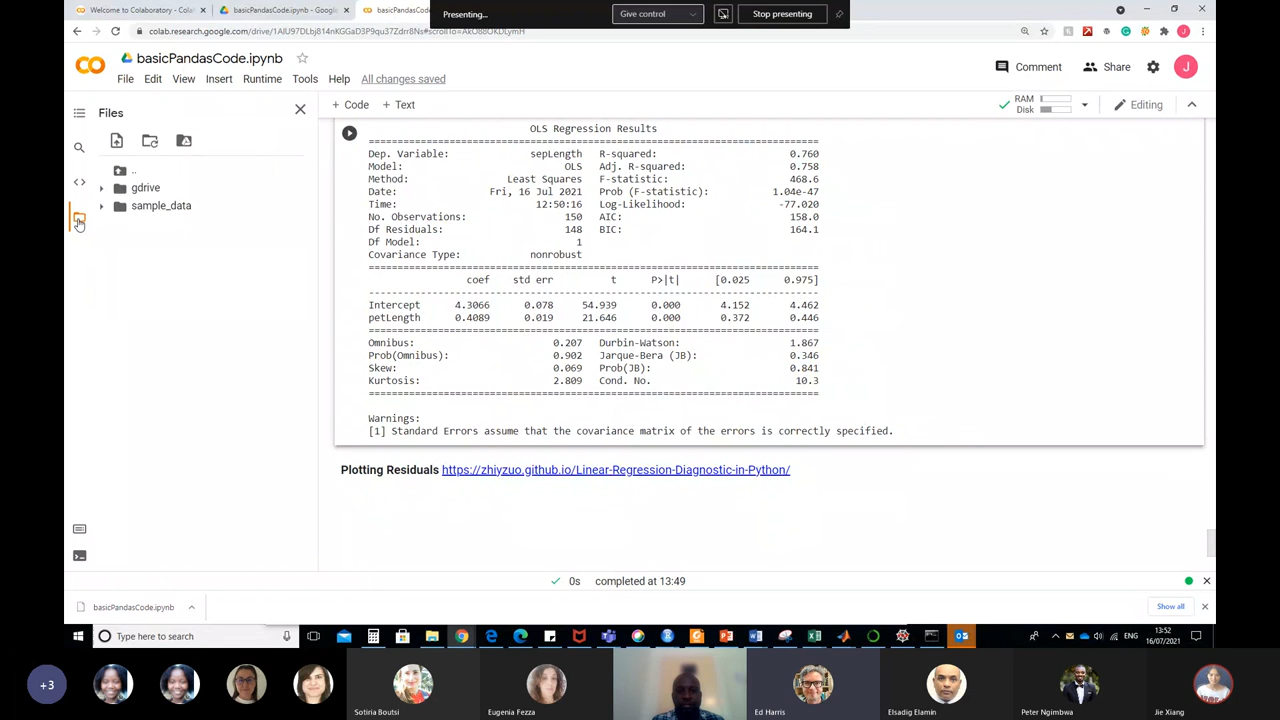 Welcome to Colaboratory - Colab
basicPandasCode.ipynb - Google
basicPandasCode
Presenting...
Give control
Stop presenting
basicPandasCode.ipynb
File Edit View Insert Runtime Tools Help All changes saved
Comment Share J
Files
+ Code + Text
RAM
Disk
Editing
..
gdrive
sample_data
OLS Regression Results
Dep. Variable: sepLength R-squared: 0.760
Model: OLS Adj. R-squared: 0.758
Method: Least Squares F-statistic: 468.6
Date: Fri, 16 Jul 2021 Prob (F-statistic): 1.04e-47
Time: 12:50:16 Log-Likelihood: -77.020
No. Observations: 150 AIC: 158.0
Df Residuals: 148 BIC: 164.1
Df Model: 1
Covariance Type: nonrobust
coef std err t P>|t| [0.025 0.975]
Intercept 4.3066 0.078 54.939 0.000 4.152 4.462
petLength 0.4089 0.019 21.646 0.000 0.372 0.446
Omnibus: 0.207 Durbin-Watson: 1.867
Prob(Omnibus): 0.902 Jarque-Bera (JB): 0.346
Skew: 0.069 Prob(JB): 0.841
Kurtosis: 2.809 Cond. No. 10.3
Warnings:
[1] Standard Errors assume that the covariance matrix of the errors is correctly specified.
Plotting Residuals https://zhiyzuo.github.io/Linear-Regression-Diagnostic-in-Python/
0s completed at 13:49
basicPandasCode.ipynb
Show all
Type here to search
ENG
13:52
16/07/2021
+3
Sotiria Boutsi
Eugenia Fezza
Ed Harris
Elsadig Elamin
Peter Ngimbwa
Jie Xiang